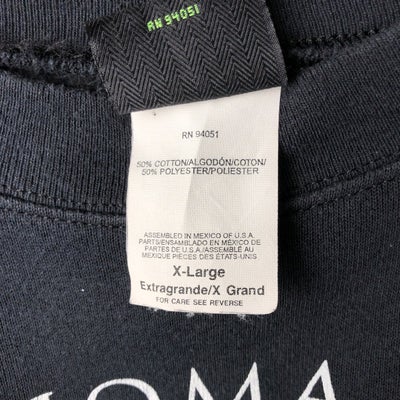 RN 94051
RN 94051
50% COTTON/ALGODÓN/COTON/
50% POLYESTER/POLIESTER
ASSEMBLED IN MEXICO OF U.S.A.
PARTS/ENSAMBLADO EN MÉXICO DE
PARTES DE U.S.A./ASSEMBLÉ AU
MEXIQUE PIÈCES DES ÉTATS-UNIS
X-Large
Extragrande/X Grand
FOR CARE SEE REVERSE